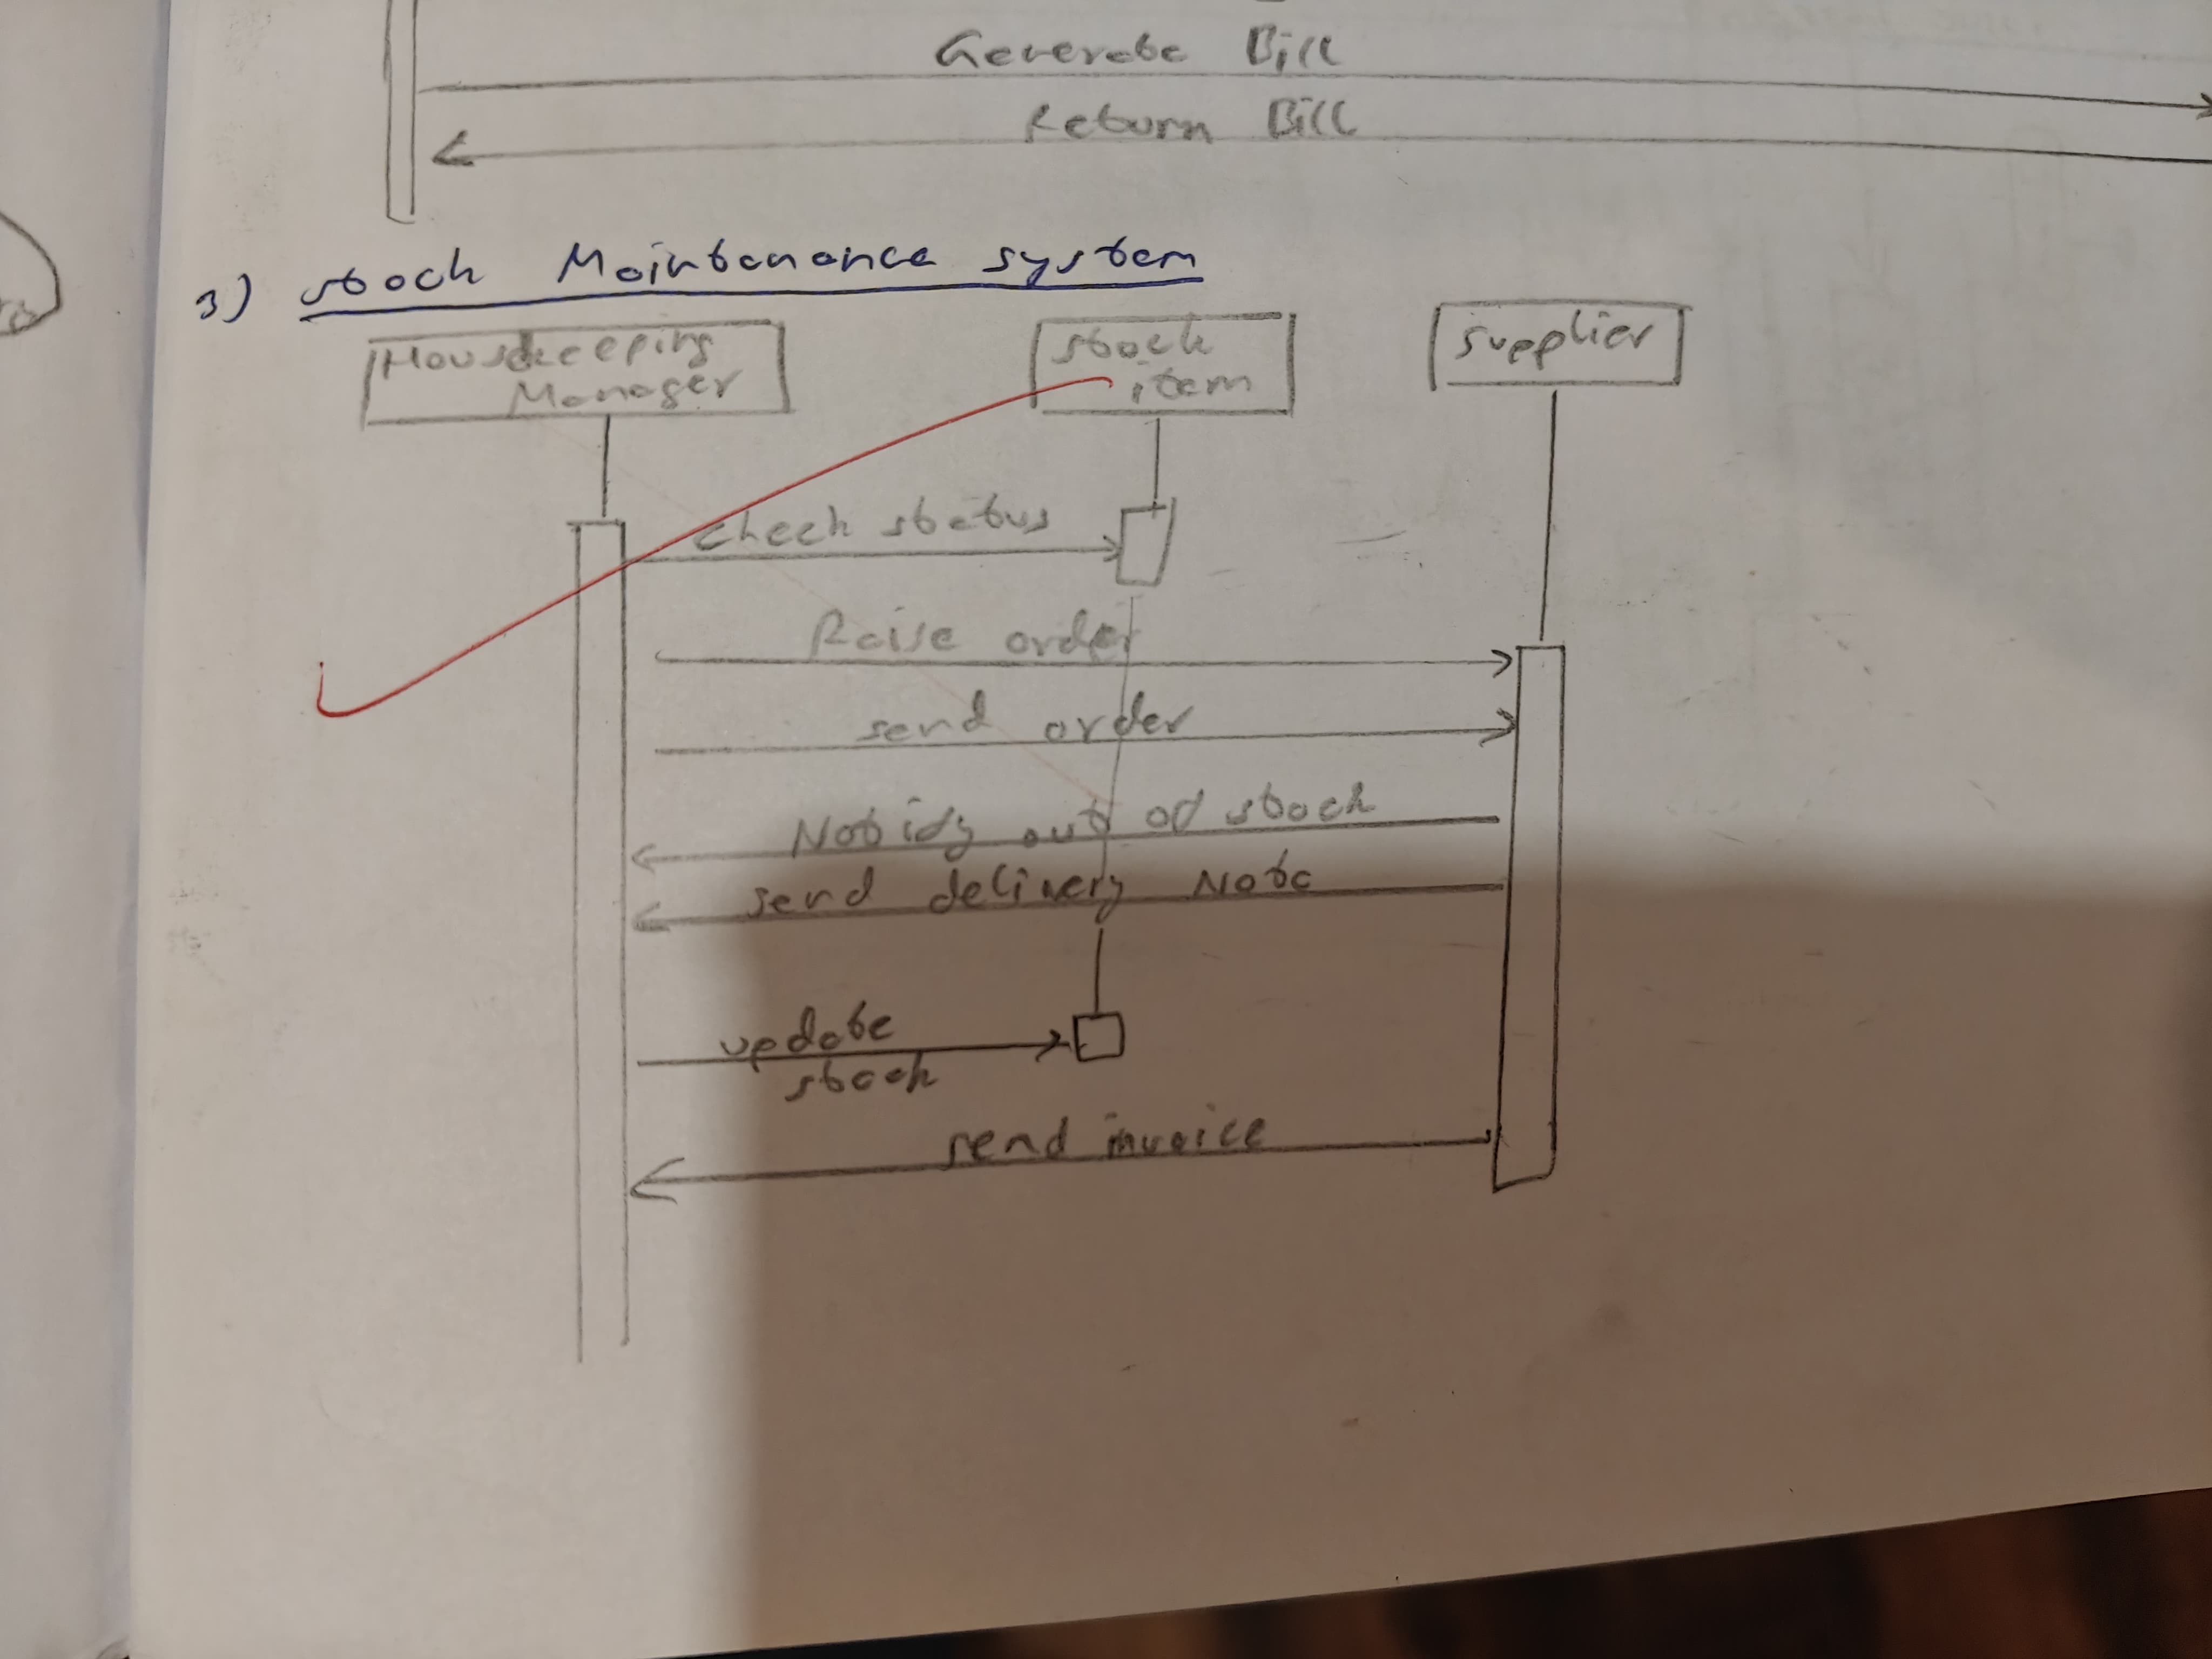 Generate Bill
Return Bill
3) Stock Maintenance system
Housekeeping
Manager
Stock
item
Supplier
Check status
Raise order
send order
Notify out of stock
send delivery Note
update
stock
send invoice